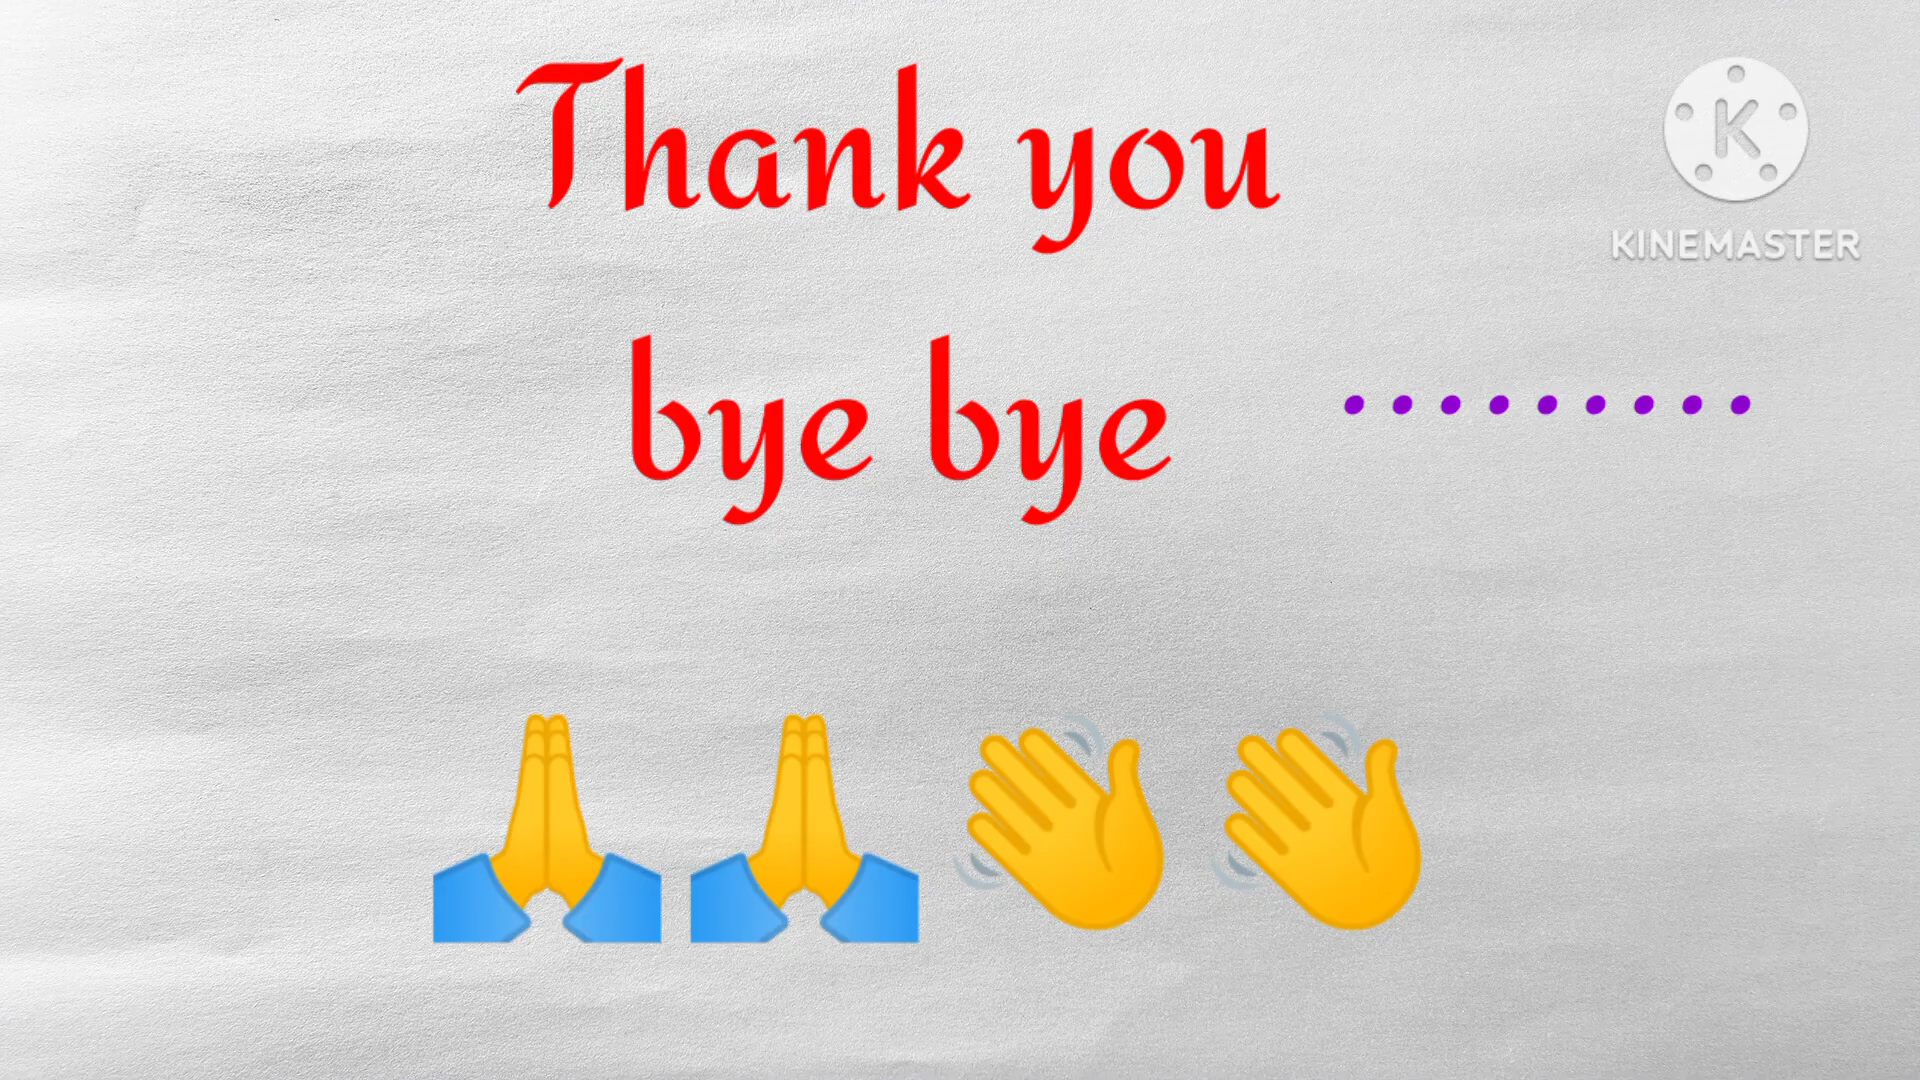 Thank you
K
KINEMASTER
bye bye .........
🙏🙏👋👋